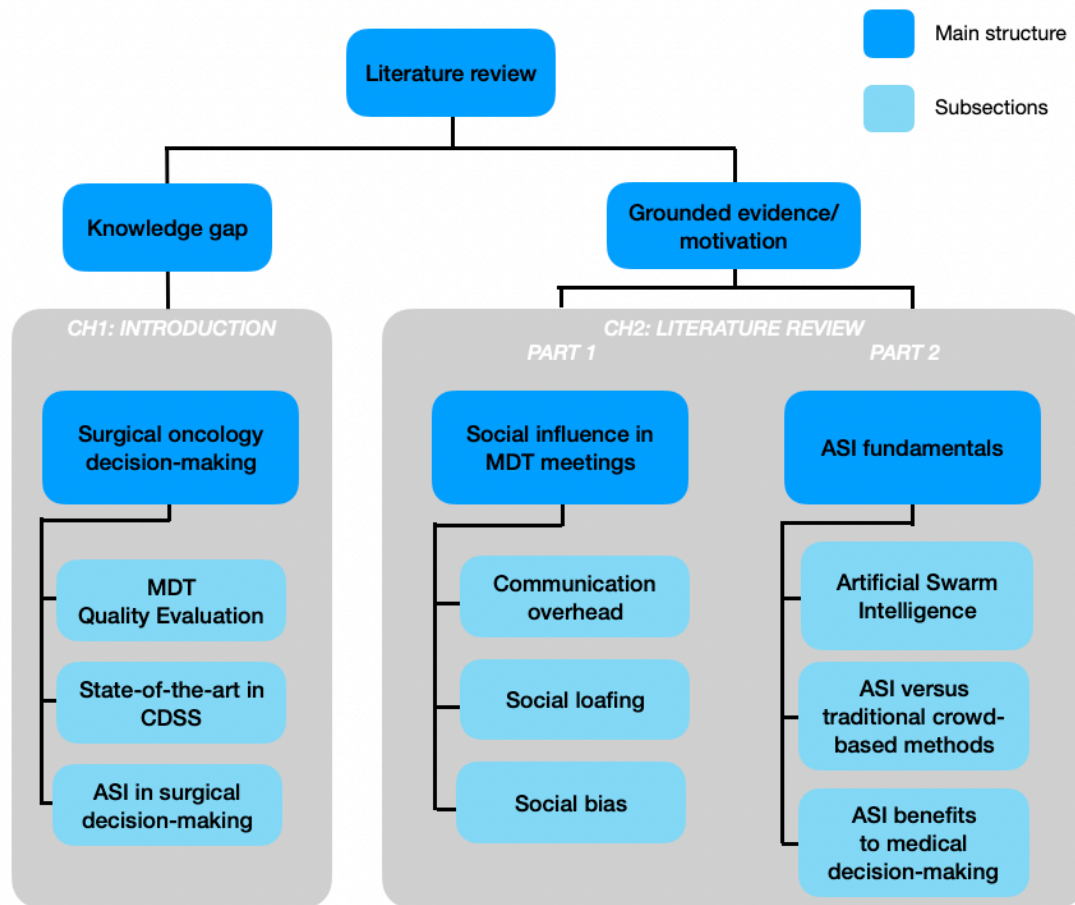 Main structure
Literature review
Subsections
Knowledge gap
Grounded evidence/
motivation
CH1: INTRODUCTION
CH2: LITERATURE REVIEW
PART 1
PART 2
Surgical oncology
decision-making
Social influence in
MDT meetings
ASI fundamentals
MDT
Quality Evaluation
State-of-the-art in
CDSS
ASI in surgical
decision-making
Communication
overhead
Social loafing
Social bias
Artificial Swarm
Intelligence
ASI versus
traditional crowd-
based methods
ASI benefits
to medical
decision-making